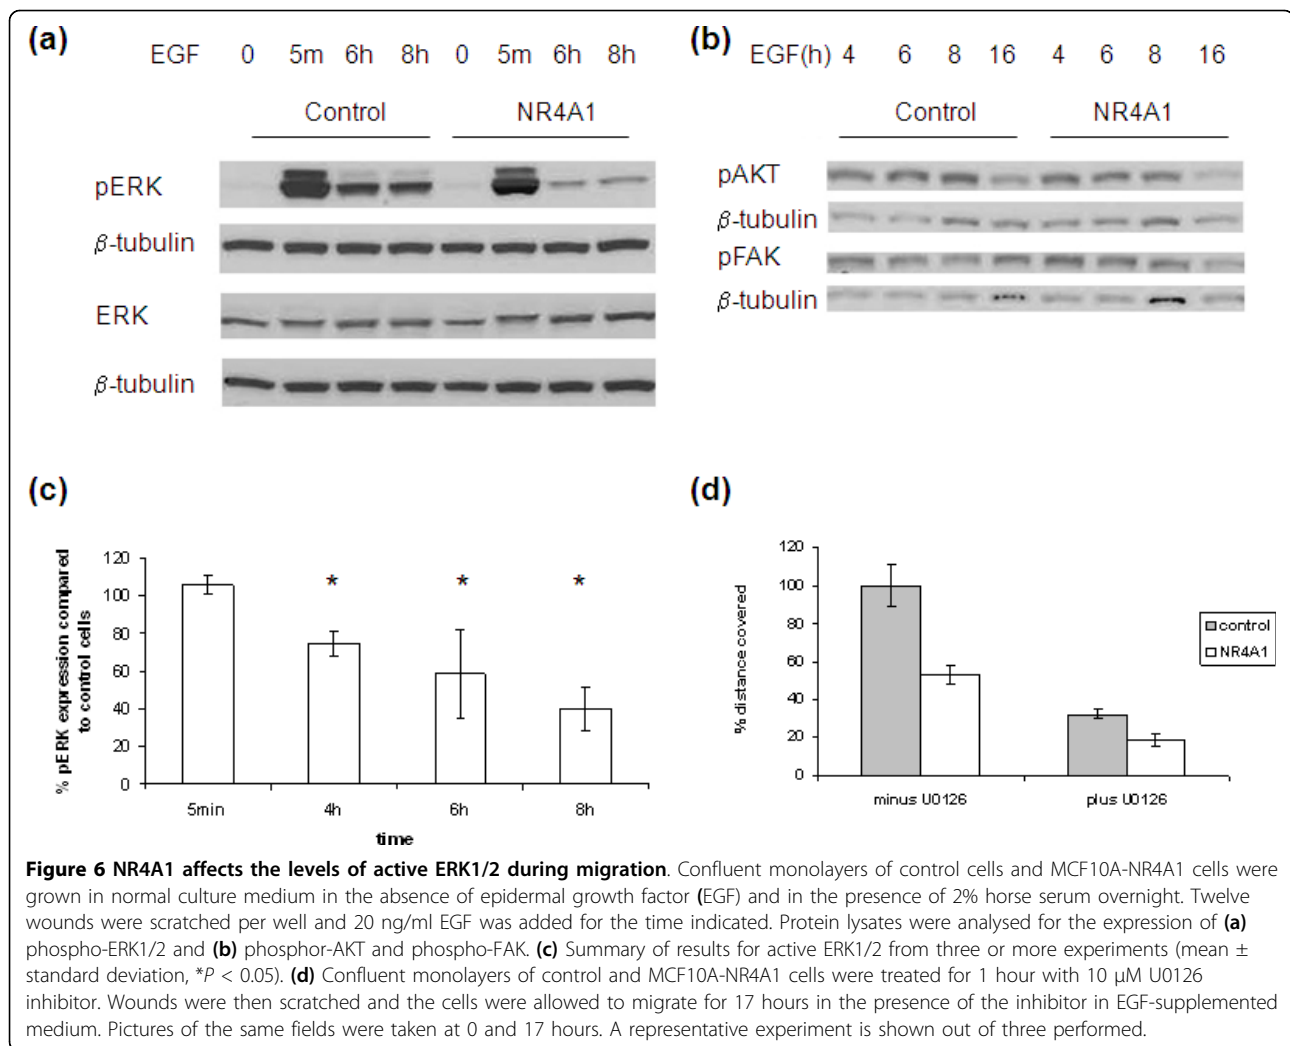 (a)
EGF 0 5m 6h 8h 0 5m 6h 8h
Control NR4A1
pERK
β-tubulin
ERK
β-tubulin
(b)
EGF(h) 4 6 8 16 4 6 8 16
Control NR4A1
pAKT
β-tubulin
pFAK
β-tubulin
(c)
% pERK expression compared
to control cells
120
100
80
60
40
20
0
* * *
5min 4h 6h 8h
time
(d)
% distance covered
120
100
80
60
40
20
0
minus U0126 plus U0126
control
NR4A1
Figure 6 NR4A1 affects the levels of active ERK1/2 during migration. Confluent monolayers of control cells and MCF10A-NR4A1 cells were
grown in normal culture medium in the absence of epidermal growth factor (EGF) and in the presence of 2% horse serum overnight. Twelve
wounds were scratched per well and 20 ng/ml EGF was added for the time indicated. Protein lysates were analysed for the expression of (a)
phospho-ERK1/2 and (b) phosphor-AKT and phospho-FAK. (c) Summary of results for active ERK1/2 from three or more experiments (mean ±
standard deviation, *P < 0.05). (d) Confluent monolayers of control and MCF10A-NR4A1 cells were treated for 1 hour with 10 μM U0126
inhibitor. Wounds were then scratched and the cells were allowed to migrate for 17 hours in the presence of the inhibitor in EGF-supplemented
medium. Pictures of the same fields were taken at 0 and 17 hours. A representative experiment is shown out of three performed.